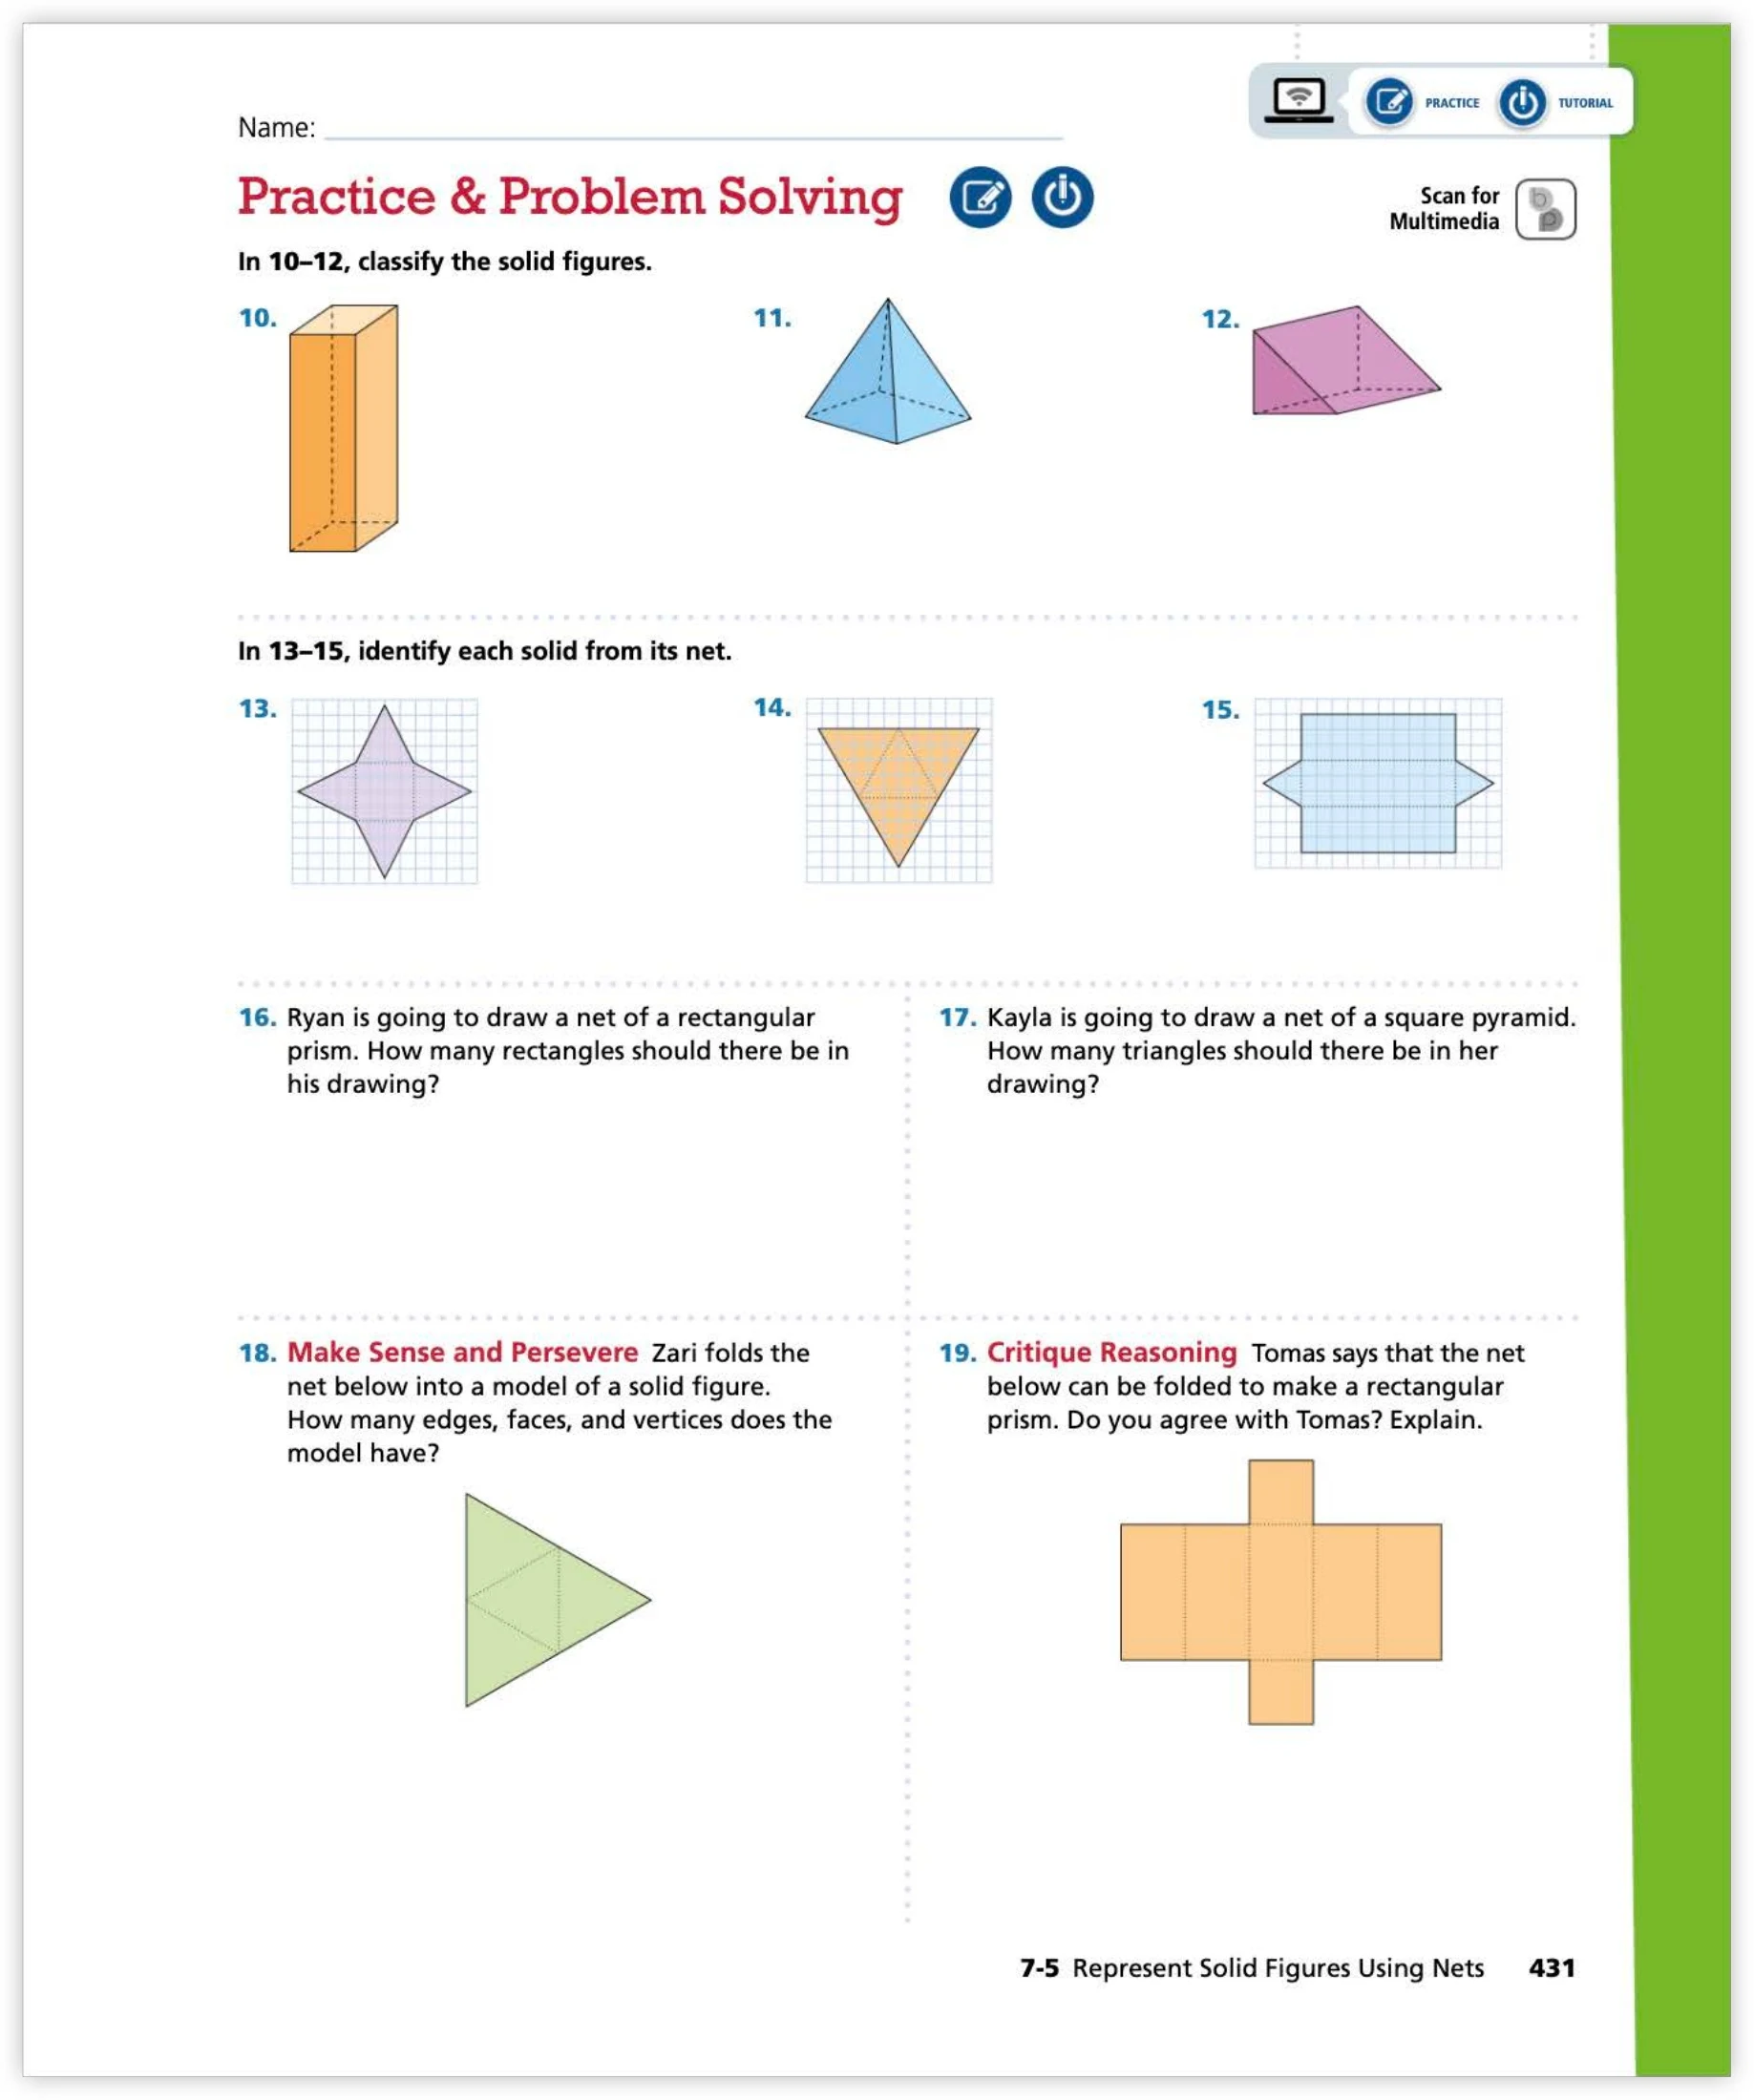 PRACTICE TUTORIAL
Name:
Practice & Problem Solving
Scan for
Multimedia
In 10–12, classify the solid figures.
10. 11. 12.
In 13–15, identify each solid from its net.
13. 14. 15.
16. Ryan is going to draw a net of a rectangular
prism. How many rectangles should there be in
his drawing?
17. Kayla is going to draw a net of a square pyramid.
How many triangles should there be in her
drawing?
18. Make Sense and Persevere Zari folds the
net below into a model of a solid figure.
How many edges, faces, and vertices does the
model have?
19. Critique Reasoning Tomas says that the net
below can be folded to make a rectangular
prism. Do you agree with Tomas? Explain.
7-5 Represent Solid Figures Using Nets 431